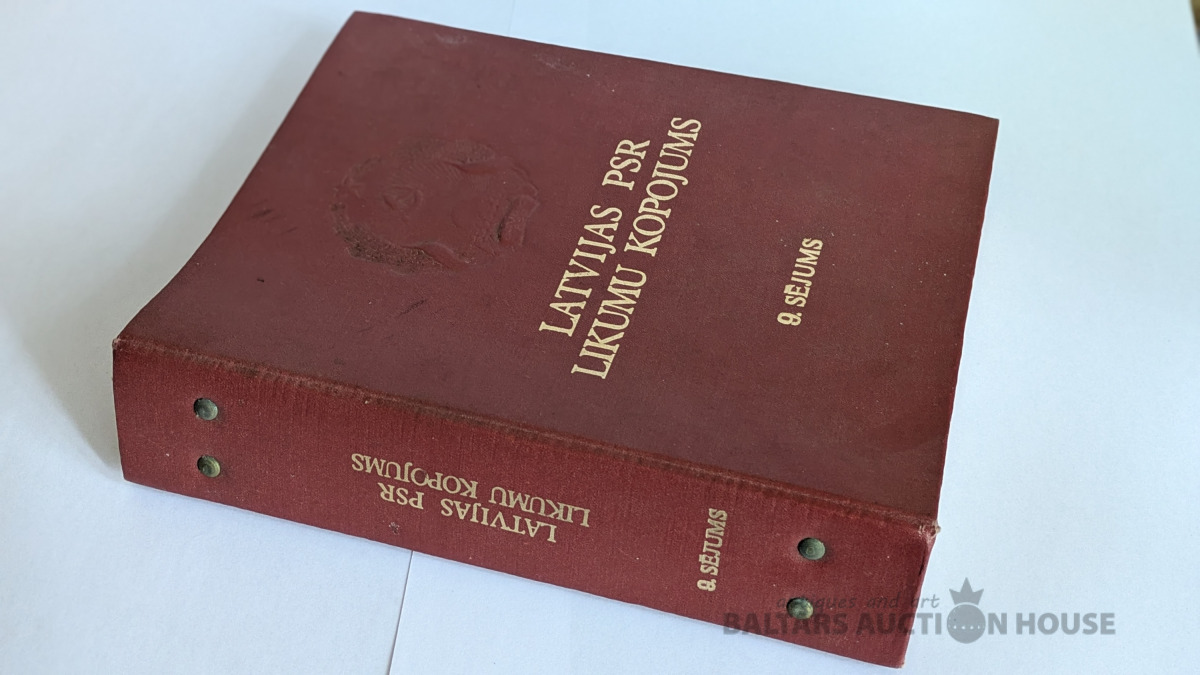 LATVIJAS PSR
LIKUMU KOPOJUMS
9. SĒJUMS
LATVIJAS PSR
LIKUMU KOPOJUMS
9. SĒJUMS
antiques and art
BALTARS AUCTION HOUSE